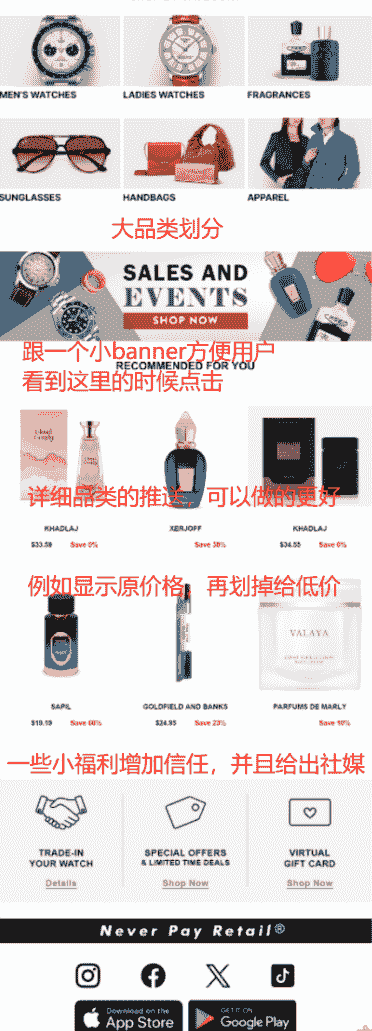 MEN'S WATCHES
LADIES WATCHES
FRAGRANCES
SUNGLASSES
HANDBAGS
APPAREL
大品类划分
SALES AND
EVENTS
SHOP NOW
跟一个小banner方便用户
RECOMMENDED FOR YOU
看到这里的时候点击
详细品类的推送，可以做的更好
KHADLAJ
XERJOFF
KHADLAJ
$33.59 Save 5%
Save 38%
$34.55 Save 6%
例如显示原价格，再划掉给低价
VALAYA
SAPIL
GOLDFIELD AND BANKS
PARFUMS DE MARLY
$19.19 Save 60%
$24.95 Save 23%
Save 10%
一些小福利增加信任，并且给出社媒
TRADE-IN
YOUR WATCH
Details
SPECIAL OFFERS
& LIMITED TIME DEALS
Shop Now
VIRTUAL
GIFT CARD
Shop Now
Never Pay Retail®
Download on the
App Store
GET IT ON
Google Play